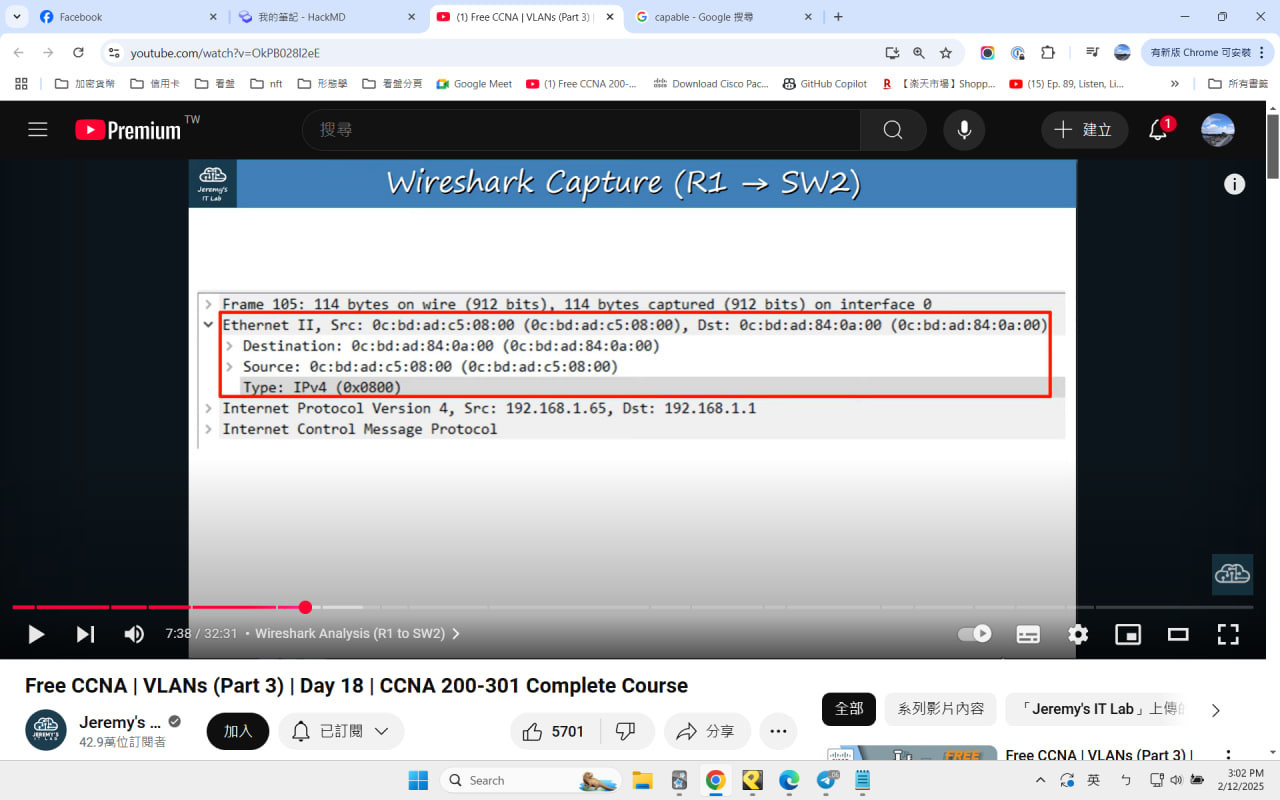 Facebook
我的筆記 - HackMD
(1) Free CCNA | VLANs (Part 3) |
capable - Google 搜尋
youtube.com/watch?v=OkPB028l2eE
有新版 Chrome 可安裝
加密貨幣
信用卡
看盤
nft
形態學
看盤分頁
Google Meet
(1) Free CCNA 200-...
Download Cisco Pac...
GitHub Copilot
【楽天市場】Shopp...
(15) Ep. 89, Listen, Li...
所有書籤
Premium TW
搜尋
建立
1
Jeremy's
IT Lab
Wireshark Capture (R1 → SW2)
Frame 105: 114 bytes on wire (912 bits), 114 bytes captured (912 bits) on interface 0
Ethernet II, Src: 0c:bd:ad:c5:08:00 (0c:bd:ad:c5:08:00), Dst: 0c:bd:ad:84:0a:00 (0c:bd:ad:84:0a:00)
Destination: 0c:bd:ad:84:0a:00 (0c:bd:ad:84:0a:00)
Source: 0c:bd:ad:c5:08:00 (0c:bd:ad:c5:08:00)
Type: IPv4 (0x0800)
Internet Protocol Version 4, Src: 192.168.1.65, Dst: 192.168.1.1
Internet Control Message Protocol
7:38 / 32:31 • Wireshark Analysis (R1 to SW2)
Free CCNA | VLANs (Part 3) | Day 18 | CCNA 200-301 Complete Course
JEREMY'S
IT LAB
Jeremy's ...
42.9萬位訂閱者
加入
已訂閱
5701
分享
全部
系列影片內容
「Jeremy's IT Lab」上傳的
FREE
Free CCNA | VLANs (Part 3) |
Search
06
英
ㄅ
3:02 PM
2/12/2025